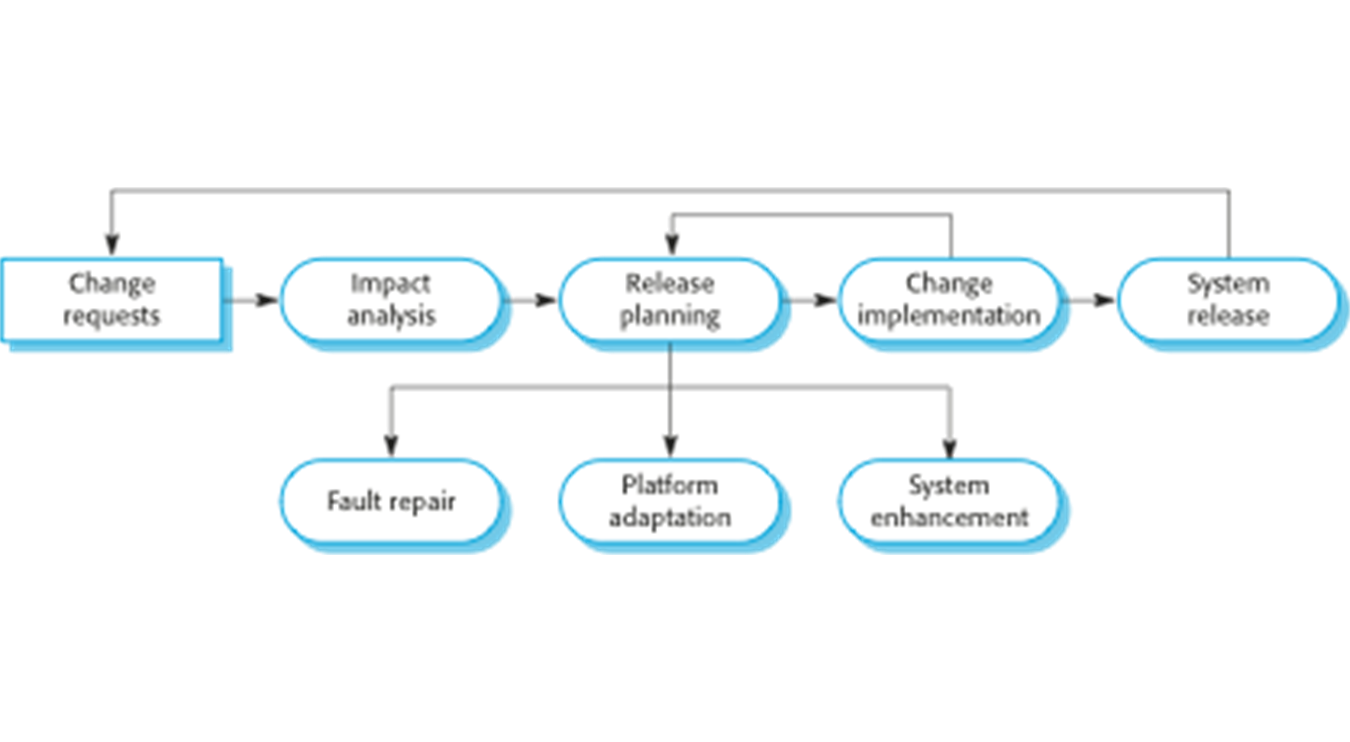 Change
requests
Impact
analysis
Release
planning
Change
implementation
System
release
Fault repair
Platform
adaptation
System
enhancement